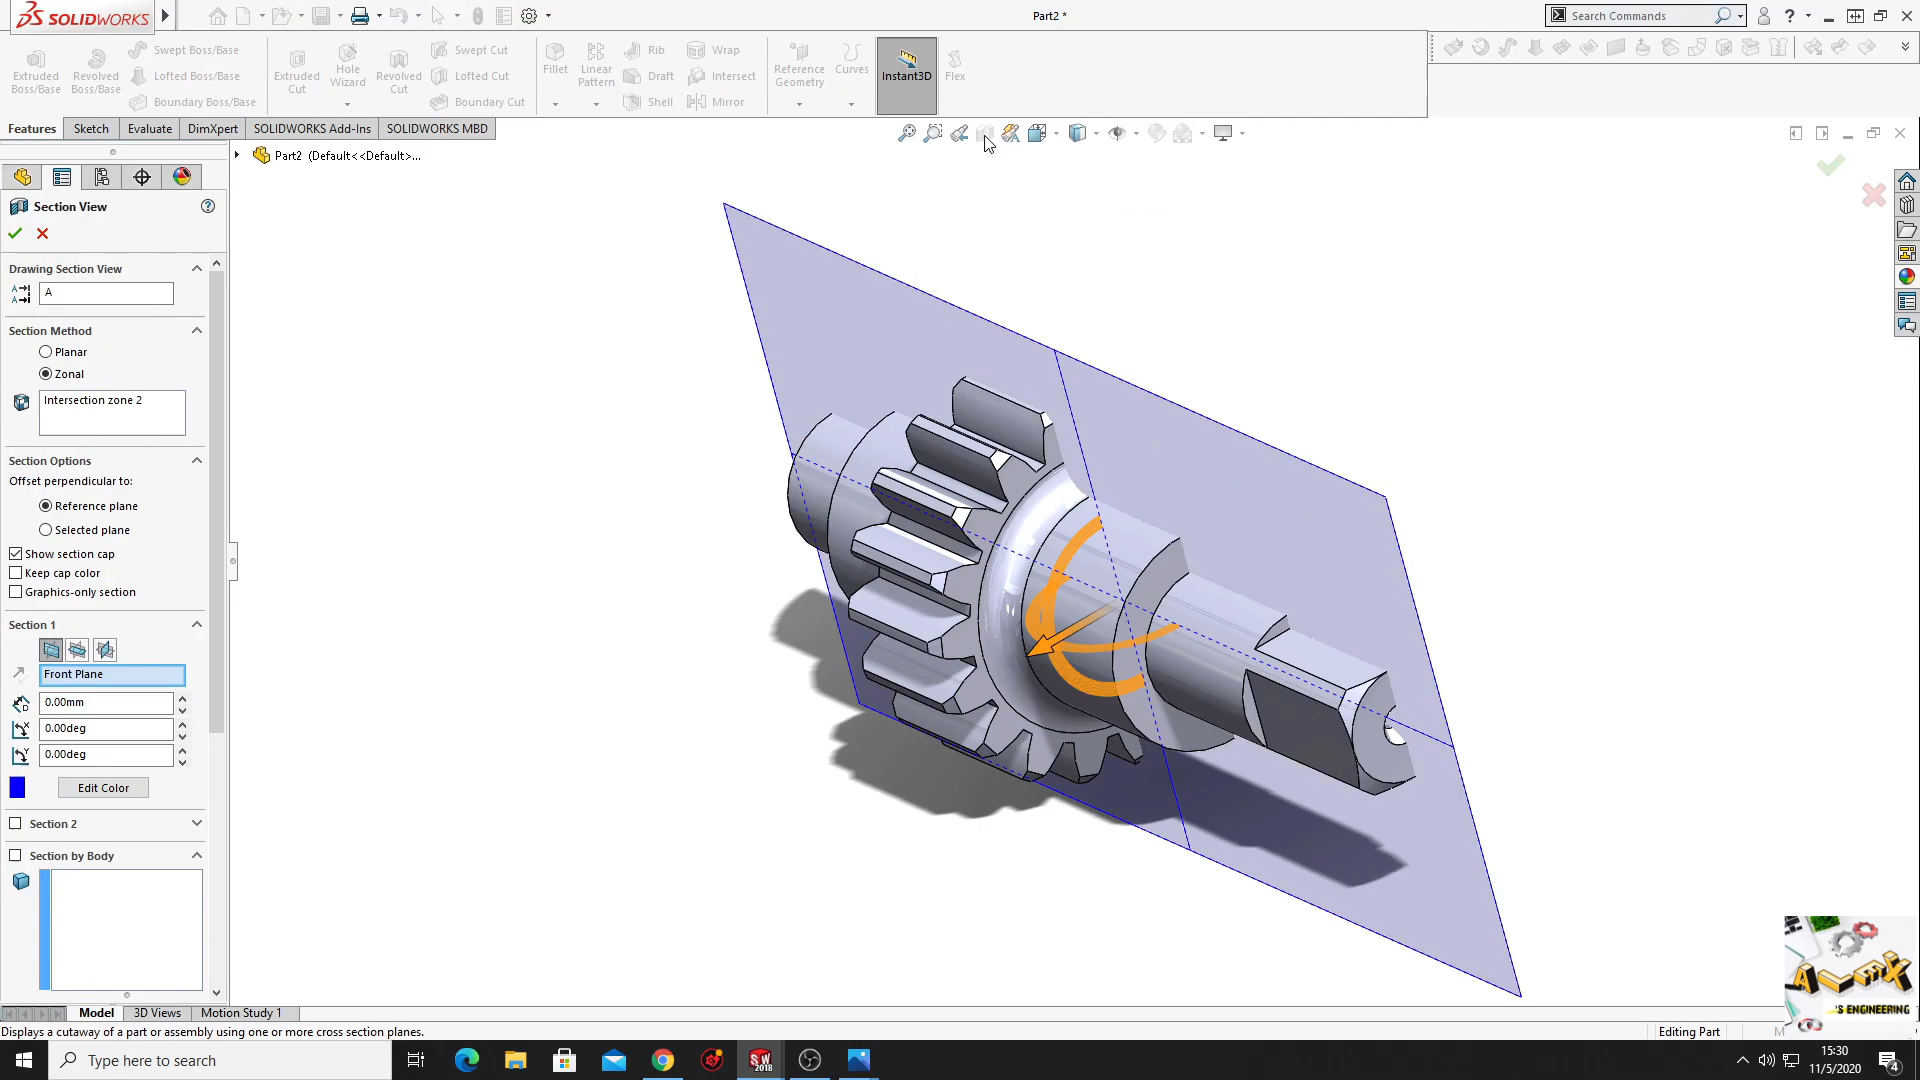 SOLIDWORKS
Part2 *
Search Commands
Extruded Boss/Base
Revolved Boss/Base
Swept Boss/Base
Lofted Boss/Base
Boundary Boss/Base
Extruded Cut
Hole Wizard
Revolved Cut
Swept Cut
Lofted Cut
Boundary Cut
Fillet
Linear Pattern
Rib
Draft
Shell
Wrap
Intersect
Mirror
Reference Geometry
Curves
Instant3D
Flex
Features
Sketch
Evaluate
DimXpert
SOLIDWORKS Add-Ins
SOLIDWORKS MBD
Part2 (Default<<Default>...
Section View
Drawing Section View
A
Section Method
Planar
Zonal
Intersection zone 2
Section Options
Offset perpendicular to:
Reference plane
Selected plane
Show section cap
Keep cap color
Graphics-only section
Section 1
Front Plane
0.00mm
0.00deg
0.00deg
Edit Color
Section 2
Section by Body
Model
3D Views
Motion Study 1
Displays a cutaway of a part or assembly using one or more cross section planes.
Editing Part
ALEX
'S ENGINEERING
Type here to search
SW
2018
15:30
11/5/2020
4